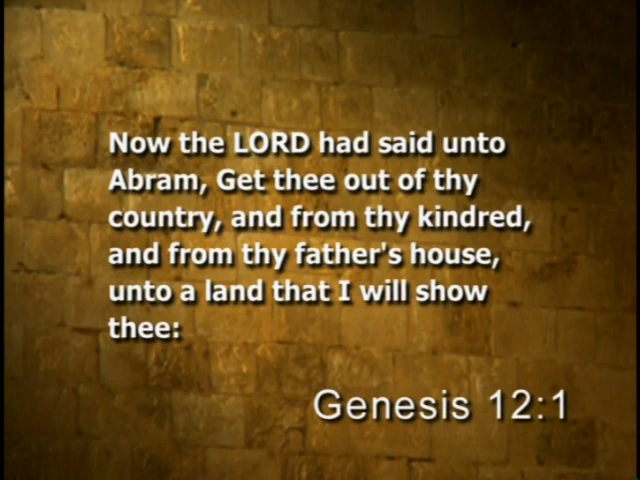 Now the LORD had said unto
Abram, Get thee out of thy
country, and from thy kindred,
and from thy father's house,
unto a land that I will show
thee:
Genesis 12:1